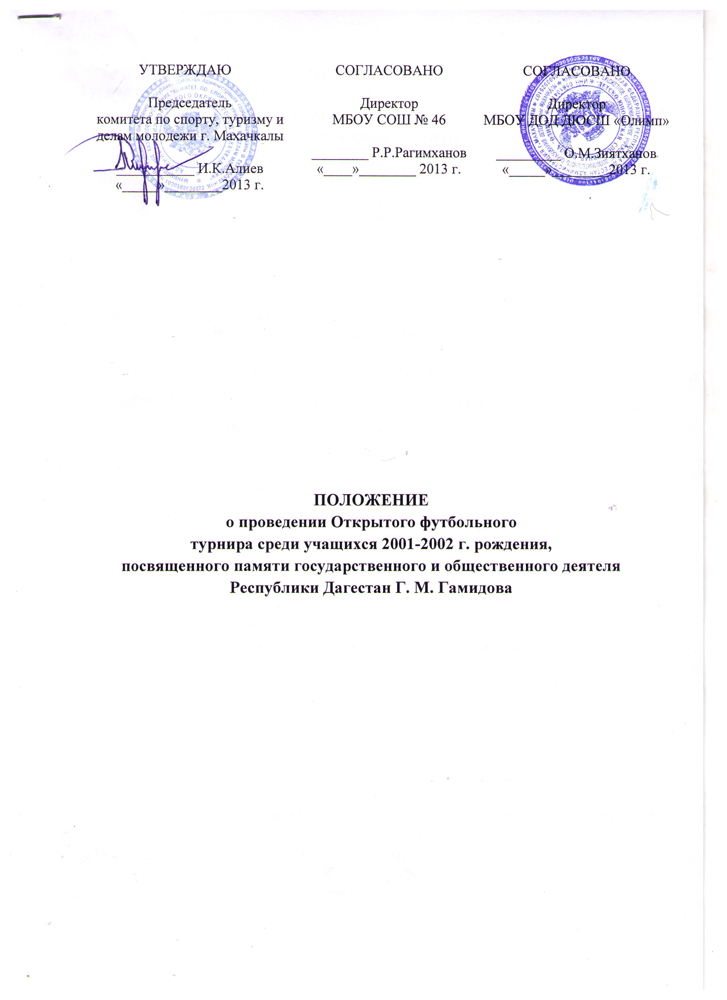 УТВЕРЖДАЮ
Председатель
комитета по спорту, туризму и
делам молодежи г. Махачкалы
___________ И.К.Алиев
«_____»________2013 г.
СОГЛАСОВАНО
Директор
МБОУ СОШ № 46
________ Р.Р.Рагимханов
«____»________ 2013 г.
СОГЛАСОВАНО
Директор
МБОУ ДОД ДЮСШ «Олимп»
_________ О.М.Зиятханов
«_____»________2013 г.
ПОЛОЖЕНИЕ
о проведении Открытого футбольного
турнира среди учащихся 2001-2002 г. рождения,
посвященного памяти государственного и общественного деятеля
Республики Дагестан Г. М. Гамидова